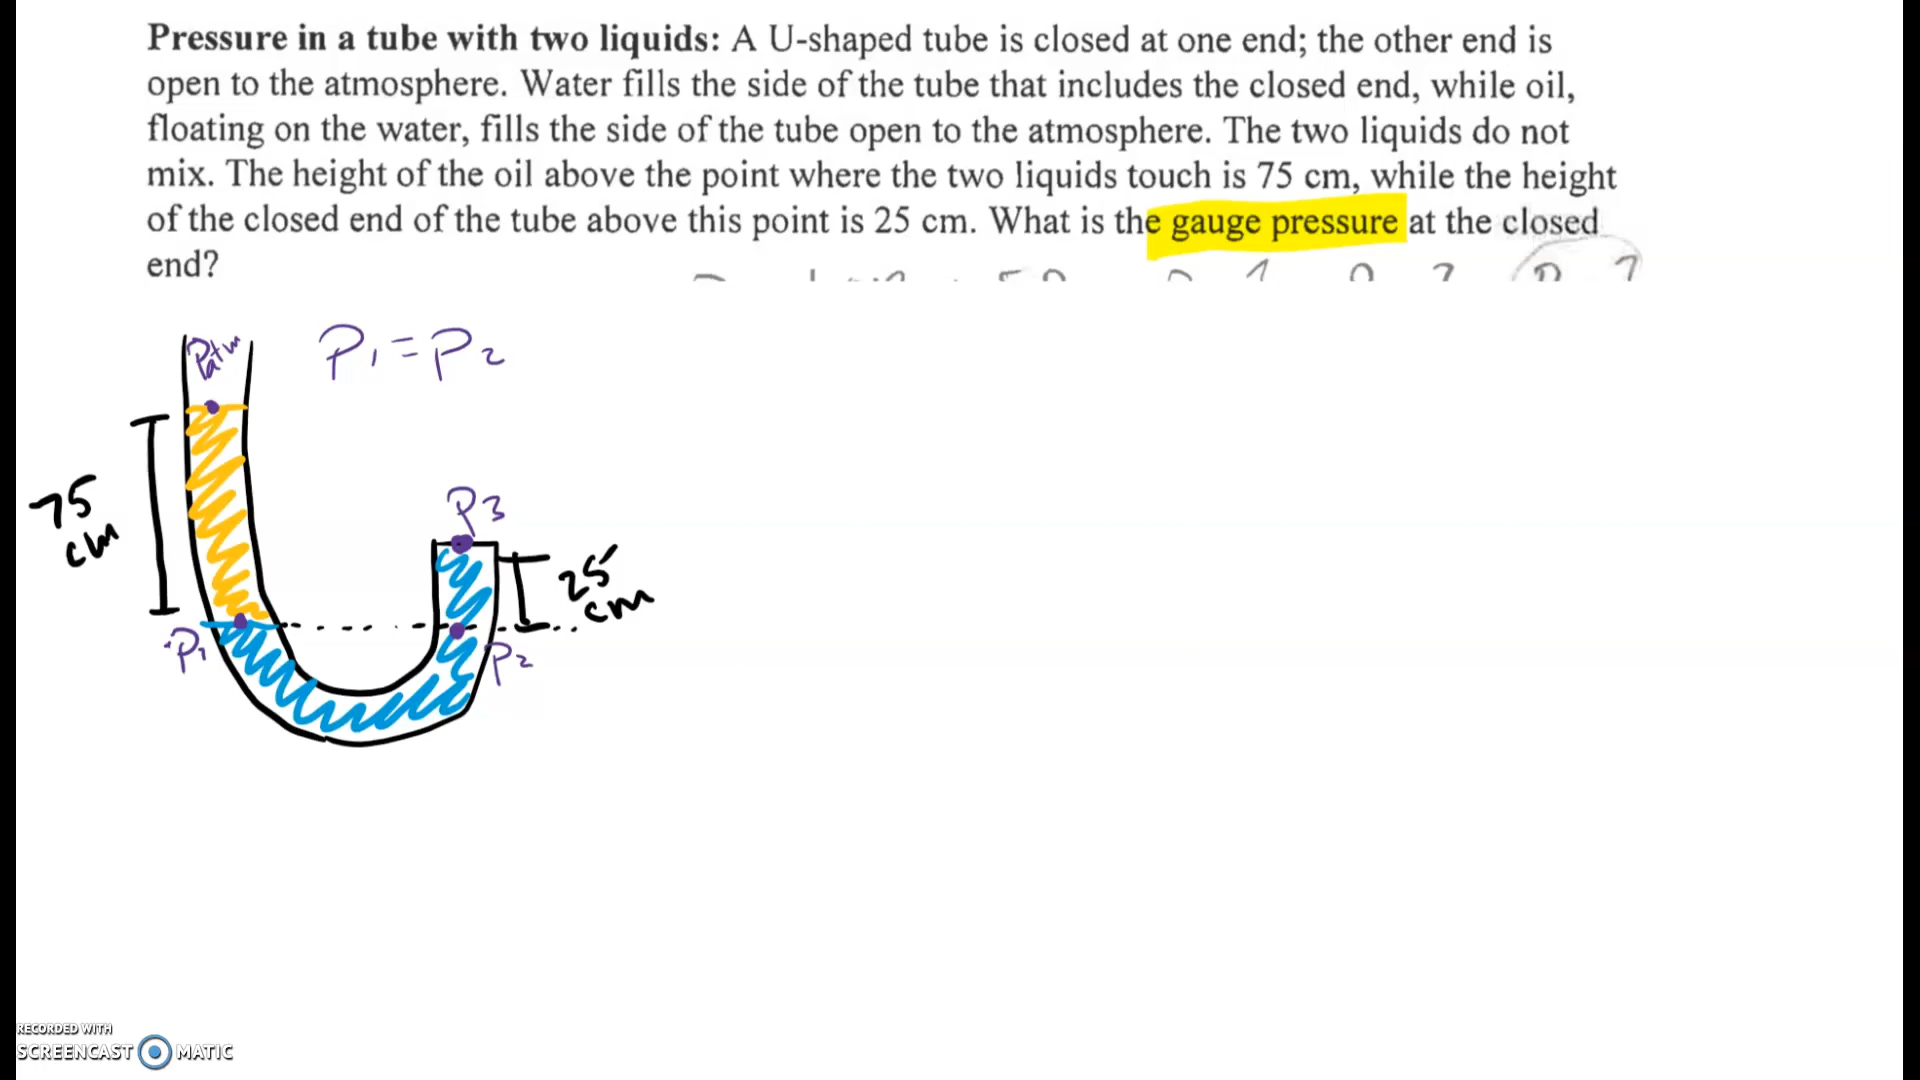 Pressure in a tube with two liquids: A U-shaped tube is closed at one end; the other end is
open to the atmosphere. Water fills the side of the tube that includes the closed end, while oil,
floating on the water, fills the side of the tube open to the atmosphere. The two liquids do not
mix. The height of the oil above the point where the two liquids touch is 75 cm, while the height
of the closed end of the tube above this point is 25 cm. What is the gauge pressure at the closed
end?
Patm
P1 = P2
75
cm
P3
25
cm
P1
P2
RECORDED WITH
SCREENCAST MATIC